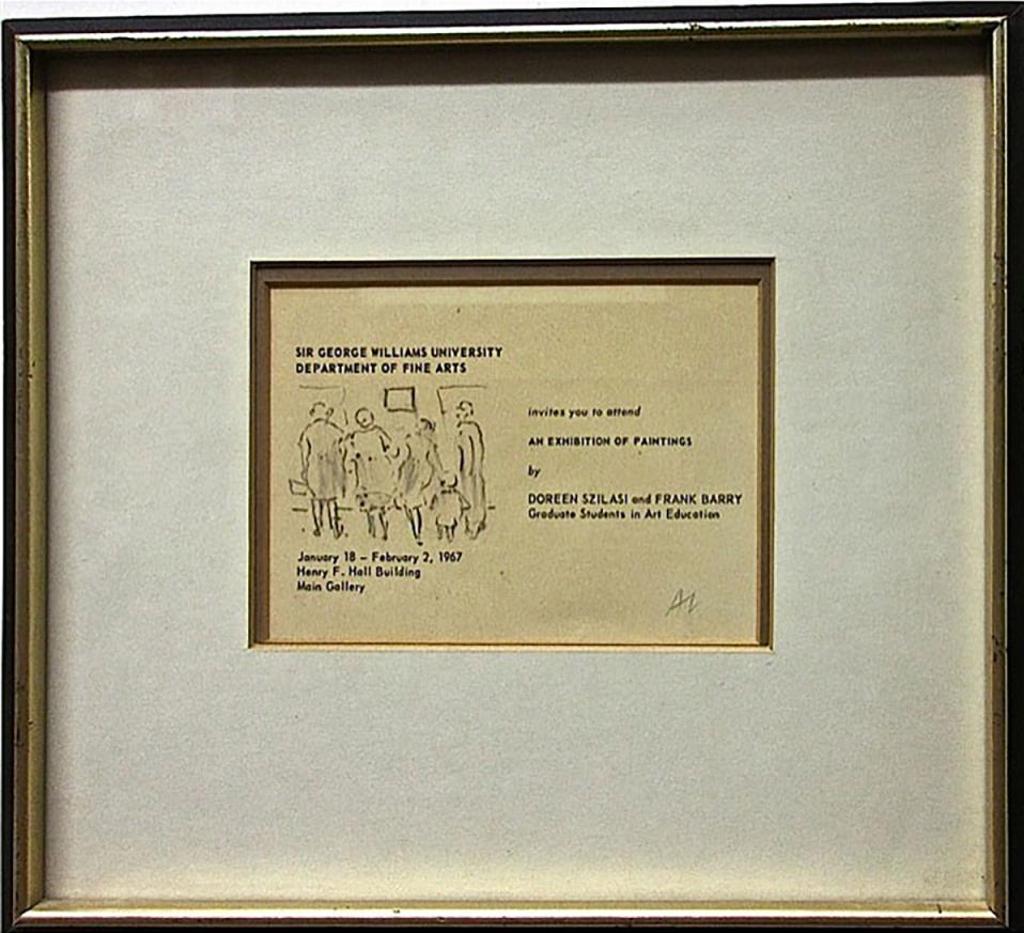 SIR GEORGE WILLIAMS UNIVERSITY
DEPARTMENT OF FINE ARTS
January 18 – February 2, 1967
Henry F. Hall Building
Main Gallery
invites you to attend
AN EXHIBITION OF PAINTINGS
by
DOREEN SZILASI and FRANK BARRY
Graduate Students in Art Education